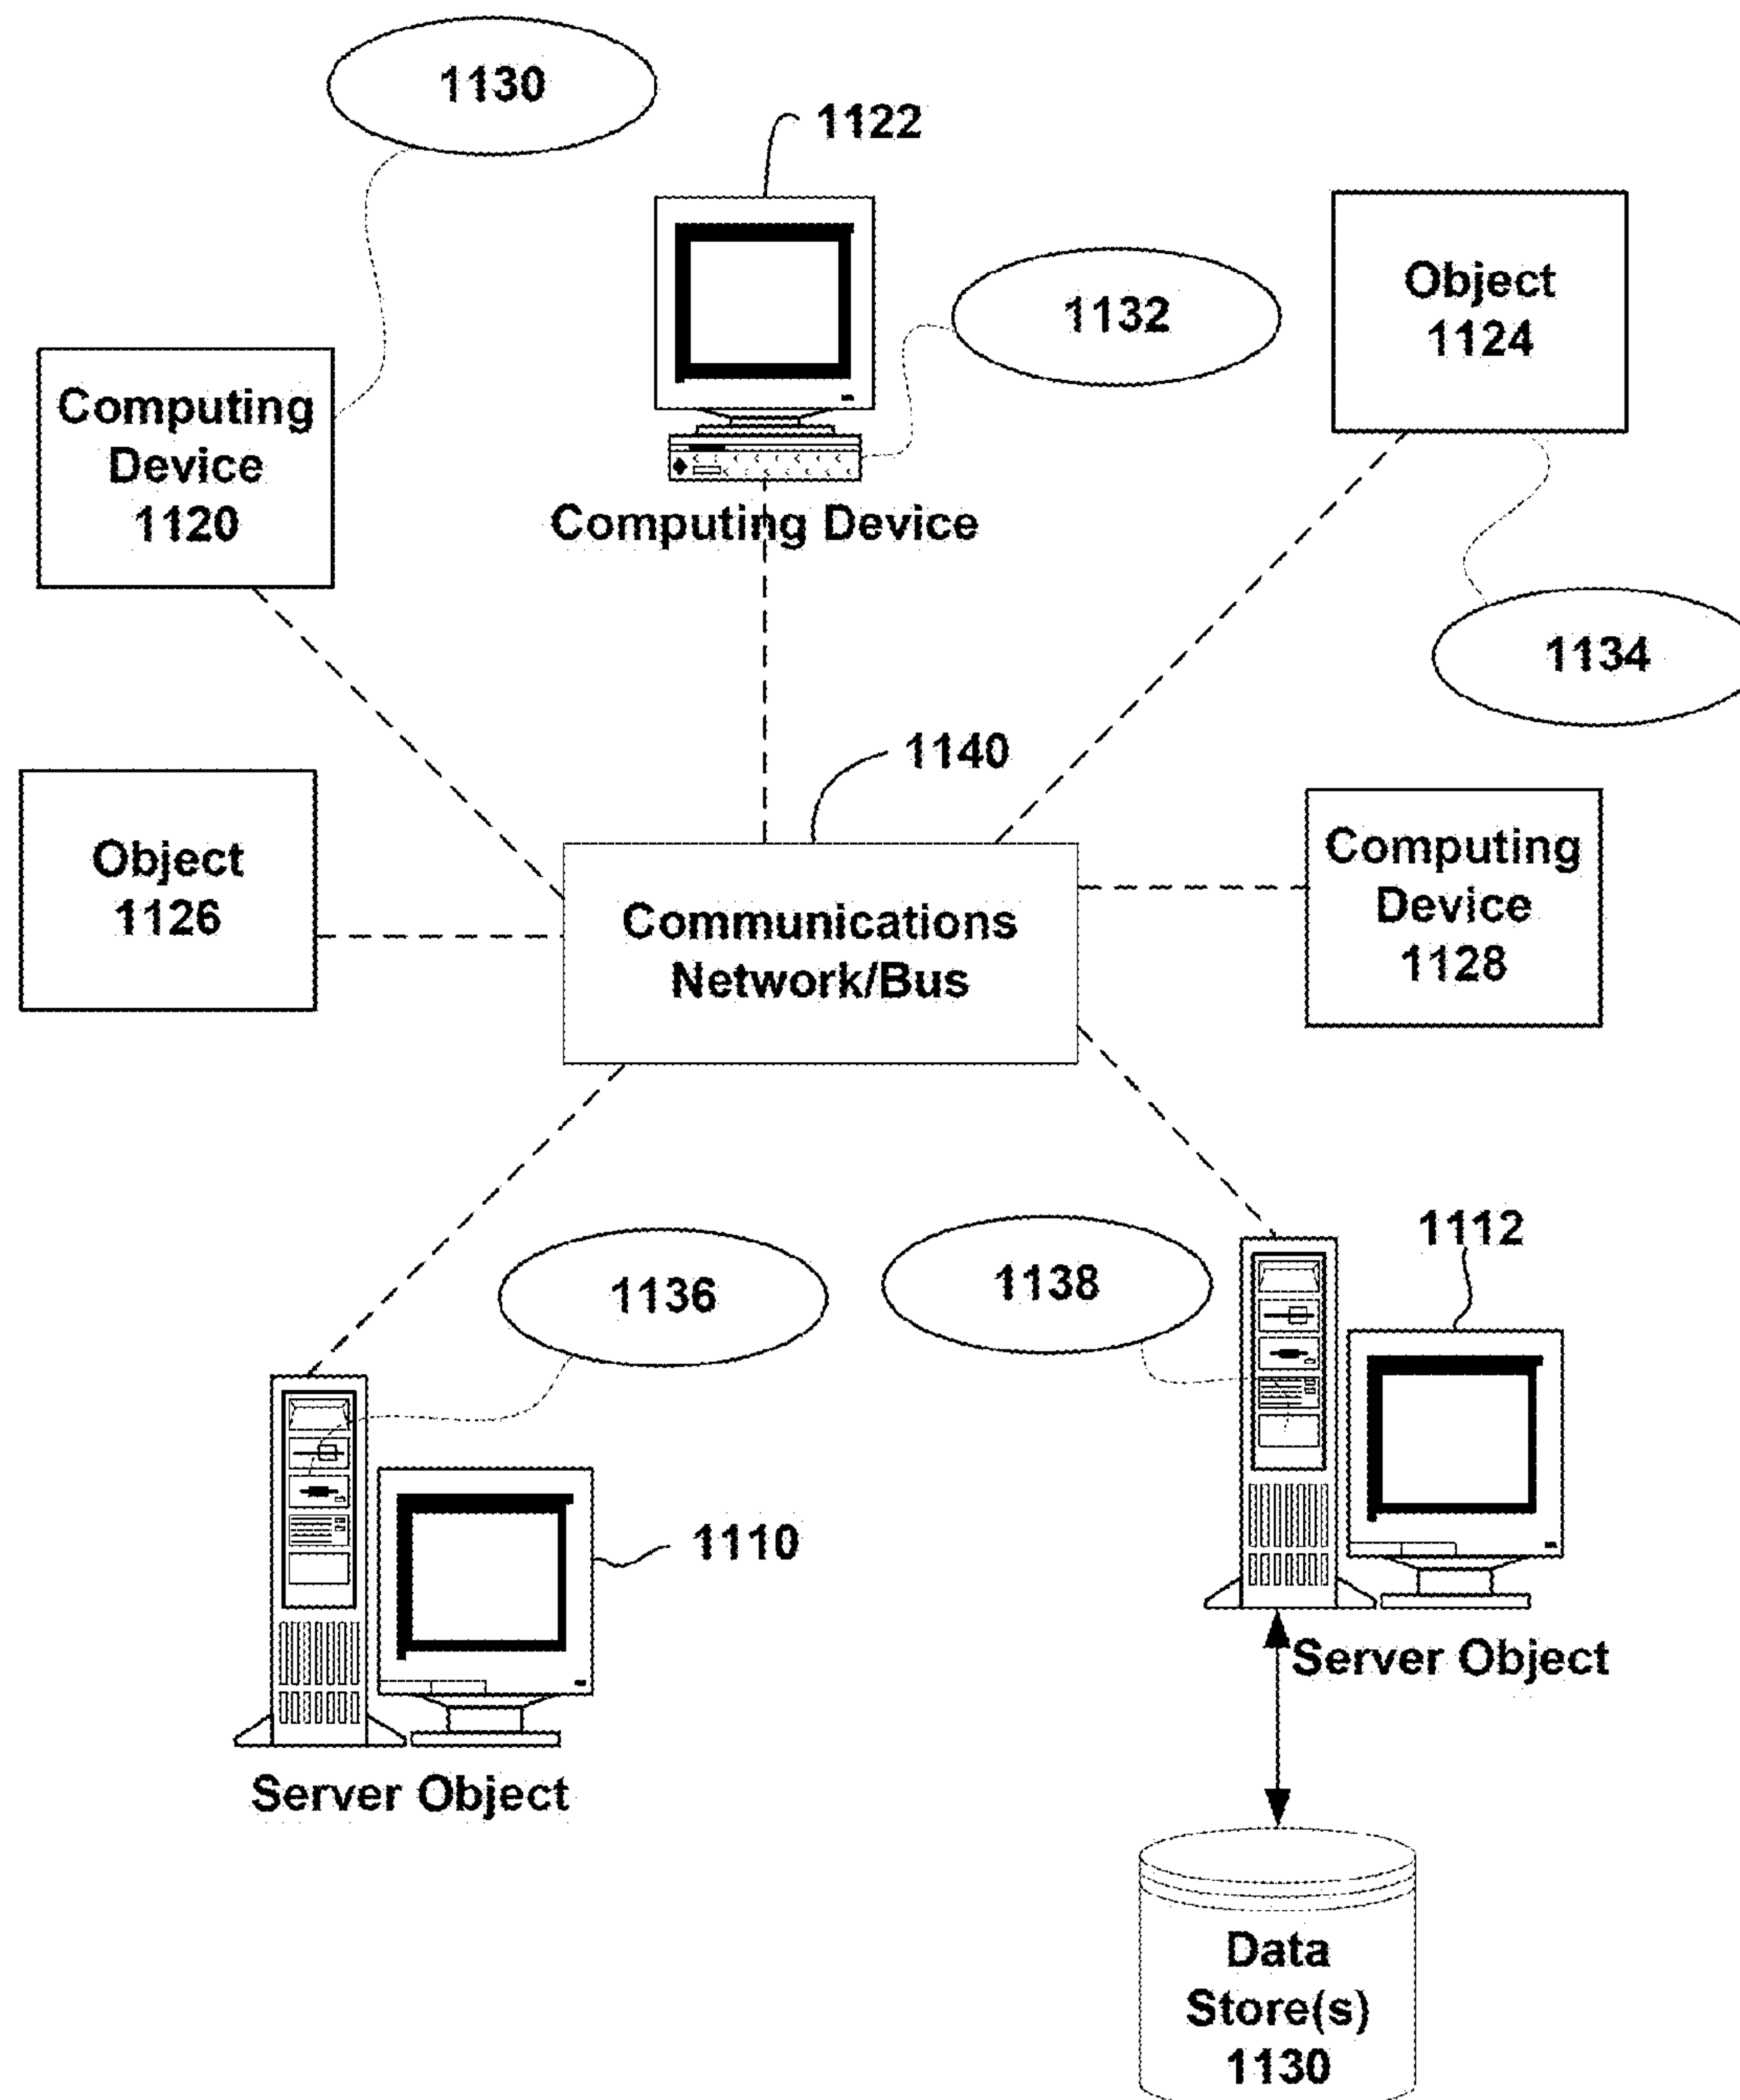 1130
1122
Object
1124
1132
Computing
Device
1120
Computing Device
1134
1140
Object
1126
Communications
Network/Bus
Computing
Device
1128
1112
1136
1138
1110
Server Object
Server Object
Data
Store(s)
1130